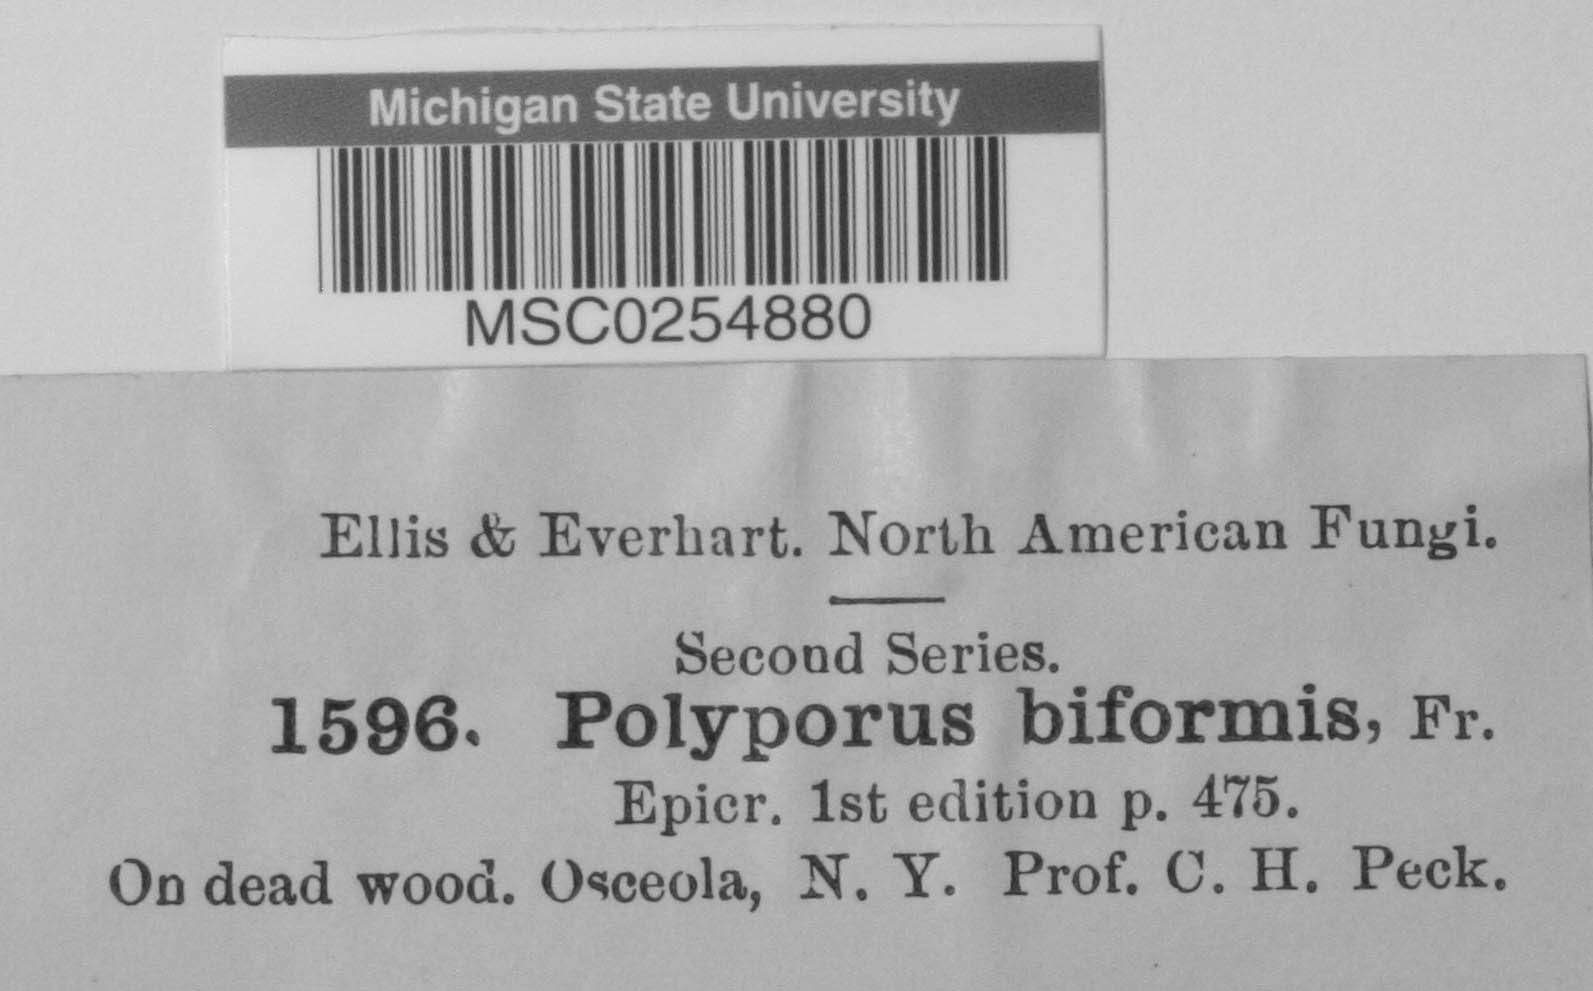 Michigan State University
MSC0254880
Ellis & Everhart. North American Fungi.
Second Series.
1596. Polyporus biformis, Fr.
Epicr. 1st edition p. 475.
On dead wood. Osceola, N. Y. Prof. C. H. Peck.